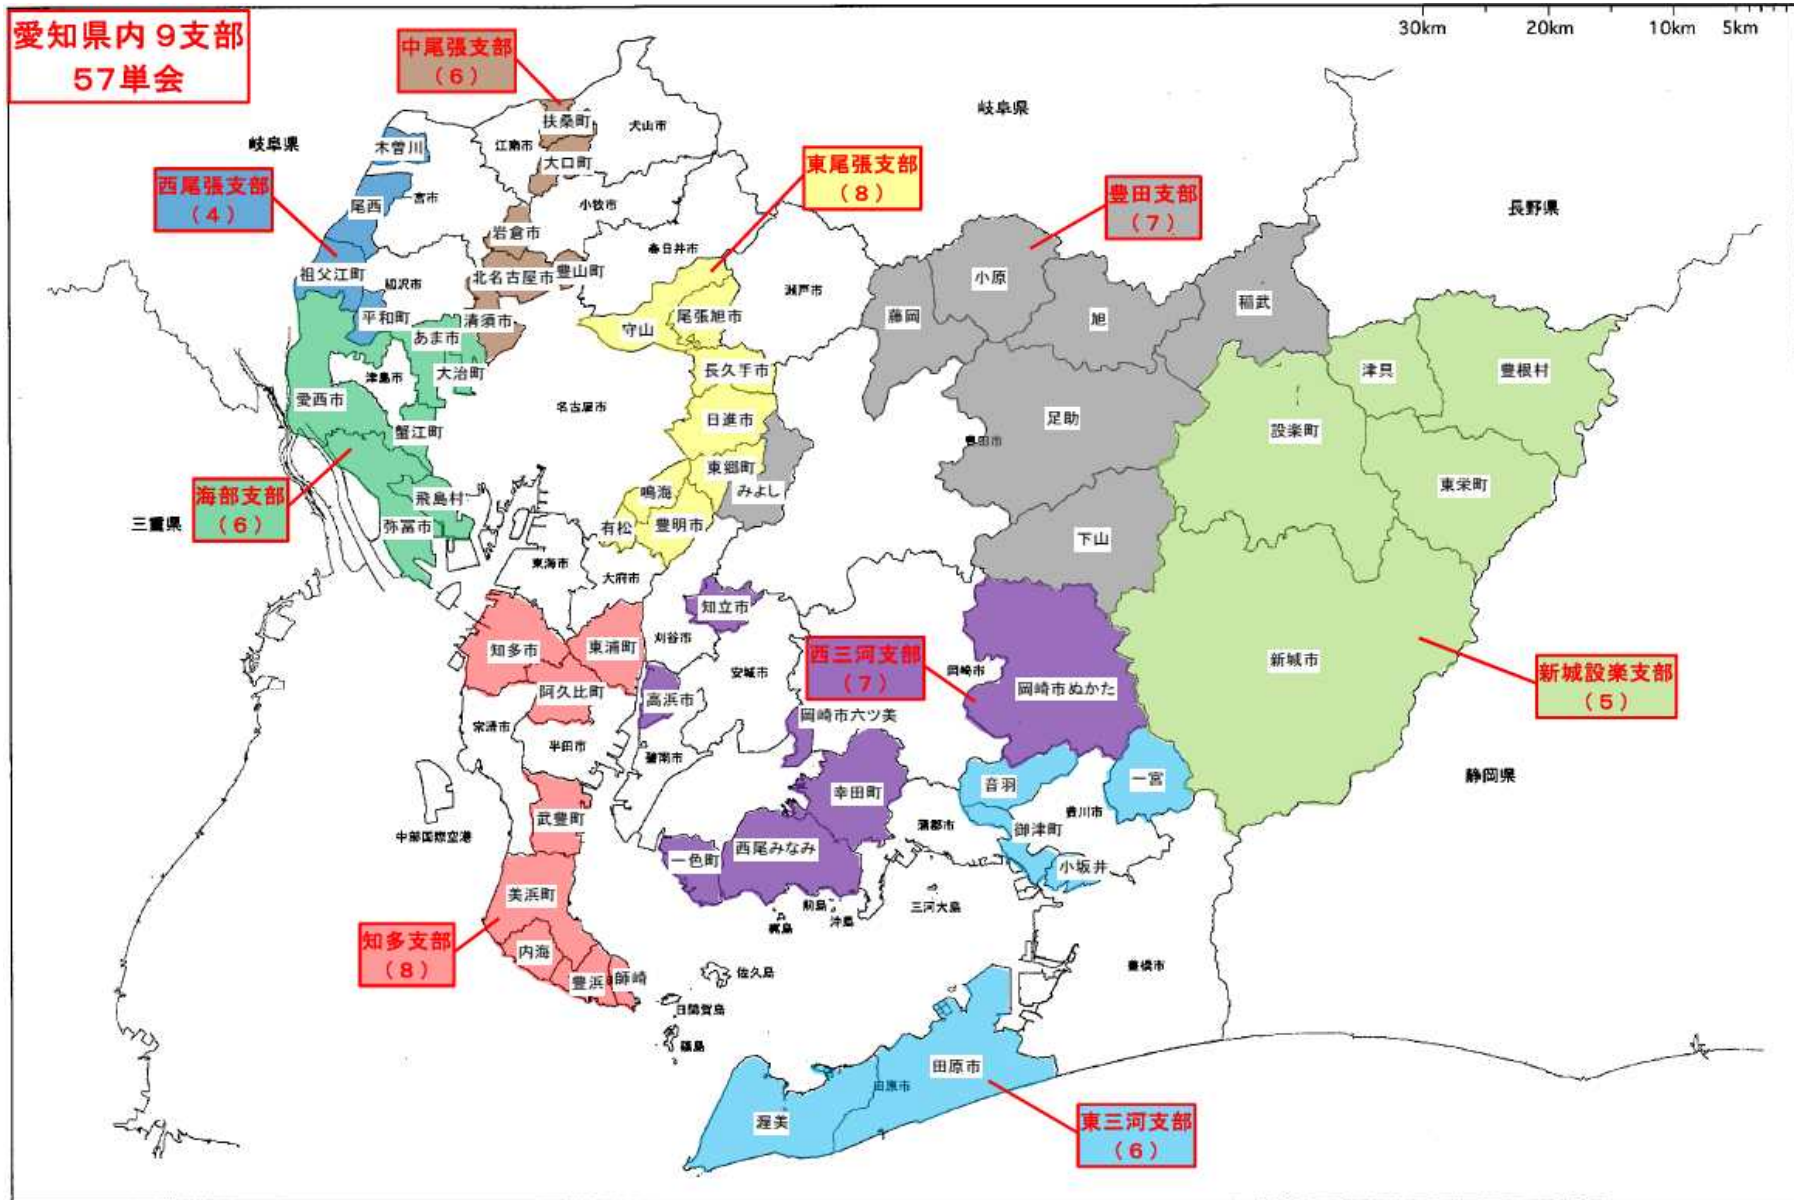 愛知県内 9支部
57単会
30km
20km
10km
5km
中尾張支部
（6）
扶桑町
犬山市
岐阜県
岐阜県
木曽川
江南市
大口町
東尾張支部
（8）
西尾張支部
（4）
豊田支部
（7）
尾西
宮市
小牧市
長野県
岩倉市
春日井市
祖父江町
稲沢市
北名古屋市
豊山町
瀬戸市
小原
稲武
平和町
清須市
守山
尾張旭市
藤岡
旭
あま市
大治町
津島市
長久手市
津具
豊根村
愛西市
名古屋市
日進市
足助
設楽町
蟹江町
豊田市
海部支部
（6）
東郷町
みよし
東栄町
飛島村
鳴海
三重県
弥富市
有松
豊明市
下山
東海市
大府市
知立市
知多市
東浦町
刈谷市
西三河支部
（7）
新城市
新城設楽支部
（5）
阿久比町
高浜市
安城市
岡崎市
岡崎市ぬかた
岡崎市六ツ美
常滑市
半田市
碧南市
音羽
一宮
静岡県
幸田町
武豊町
中部国際空港
蒲郡市
御津町
豊川市
一色町
西尾みなみ
小坂井
美浜町
梶島
前島
沖島
三河大島
知多支部
（8）
内海
豊浜
師崎
佐久島
豊橋市
日間賀島
篠島
田原市
田原市
渥美
東三河支部
（6）